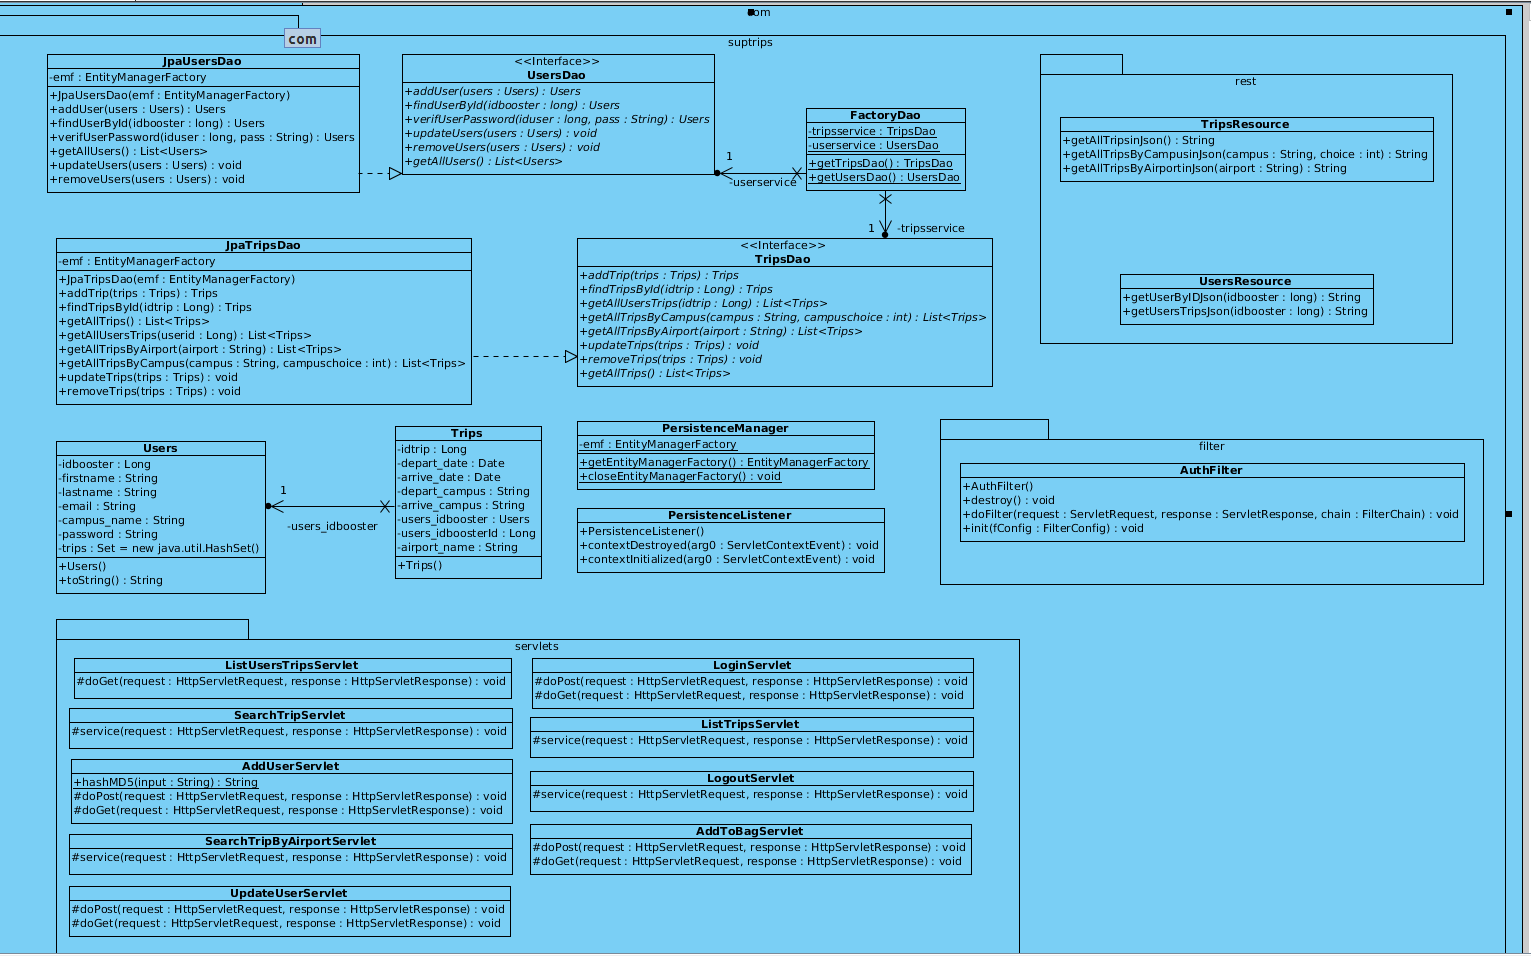 com
com
suptrips
JpaUsersDao
-emf : EntityManagerFactory
+JpaUsersDao(emf : EntityManagerFactory)
+addUser(users : Users) : Users
+findUserById(idbooster : long) : Users
+verifUserPassword(iduser : long, pass : String) : Users
+getAllUsers() : List<Users>
+updateUsers(users : Users) : void
+removeUsers(users : Users) : void
<<Interface>>
UsersDao
+addUser(users : Users) : Users
+findUserById(idbooster : long) : Users
+verifUserPassword(iduser : long, pass : String) : Users
+updateUsers(users : Users) : void
+removeUsers(users : Users) : void
+getAllUsers() : List<Users>
1
-userservice
FactoryDao
-tripsservice : TripsDao
-userservice : UsersDao
+getTripsDao() : TripsDao
+getUsersDao() : UsersDao
1
-tripsservice
rest
TripsResource
+getAllTripsinJson() : String
+getAllTripsByCampusinJson(campus : String, choice : int) : String
+getAllTripsByAirportinJson(airport : String) : String
UsersResource
+getUserByIDJson(idbooster : long) : String
+getUsersTripsJson(idbooster : long) : String
JpaTripsDao
-emf : EntityManagerFactory
+JpaTripsDao(emf : EntityManagerFactory)
+addTrip(trips : Trips) : Trips
+findTripsById(idtrip : Long) : Trips
+getAllTrips() : List<Trips>
+getAllUsersTrips(userid : Long) : List<Trips>
+getAllTripsByAirport(airport : String) : List<Trips>
+getAllTripsByCampus(campus : String, campuschoice : int) : List<Trips>
+updateTrips(trips : Trips) : void
+removeTrips(trips : Trips) : void
<<Interface>>
TripsDao
+addTrip(trips : Trips) : Trips
+findTripsById(idtrip : Long) : Trips
+getAllUsersTrips(idtrip : Long) : List<Trips>
+getAllTripsByCampus(campus : String, campuschoice : int) : List<Trips>
+getAllTripsByAirport(airport : String) : List<Trips>
+updateTrips(trips : Trips) : void
+removeTrips(trips : Trips) : void
+getAllTrips() : List<Trips>
Users
-idbooster : Long
-firstname : String
-lastname : String
-email : String
-campus_name : String
-password : String
-trips : Set = new java.util.HashSet()
+Users()
+toString() : String
1
-users_idbooster
Trips
-idtrip : Long
-depart_date : Date
-arrive_date : Date
-depart_campus : String
-arrive_campus : String
-users_idbooster : Users
-users_idboosterId : Long
-airport_name : String
+Trips()
PersistenceManager
-emf : EntityManagerFactory
+getEntityManagerFactory() : EntityManagerFactory
+closeEntityManagerFactory() : void
PersistenceListener
+PersistenceListener()
+contextDestroyed(arg0 : ServletContextEvent) : void
+contextInitialized(arg0 : ServletContextEvent) : void
filter
AuthFilter
+AuthFilter()
+destroy() : void
+doFilter(request : ServletRequest, response : ServletResponse, chain : FilterChain) : void
+init(fConfig : FilterConfig) : void
servlets
ListUsersTripsServlet
#doGet(request : HttpServletRequest, response : HttpServletResponse) : void
SearchTripServlet
#service(request : HttpServletRequest, response : HttpServletResponse) : void
AddUserServlet
+hashMD5(input : String) : String
#doPost(request : HttpServletRequest, response : HttpServletResponse) : void
#doGet(request : HttpServletRequest, response : HttpServletResponse) : void
SearchTripByAirportServlet
#service(request : HttpServletRequest, response : HttpServletResponse) : void
UpdateUserServlet
#doPost(request : HttpServletRequest, response : HttpServletResponse) : void
#doGet(request : HttpServletRequest, response : HttpServletResponse) : void
LoginServlet
#doPost(request : HttpServletRequest, response : HttpServletResponse) : void
#doGet(request : HttpServletRequest, response : HttpServletResponse) : void
ListTripsServlet
#service(request : HttpServletRequest, response : HttpServletResponse) : void
LogoutServlet
#service(request : HttpServletRequest, response : HttpServletResponse) : void
AddToBagServlet
#doPost(request : HttpServletRequest, response : HttpServletResponse) : void
#doGet(request : HttpServletRequest, response : HttpServletResponse) : void